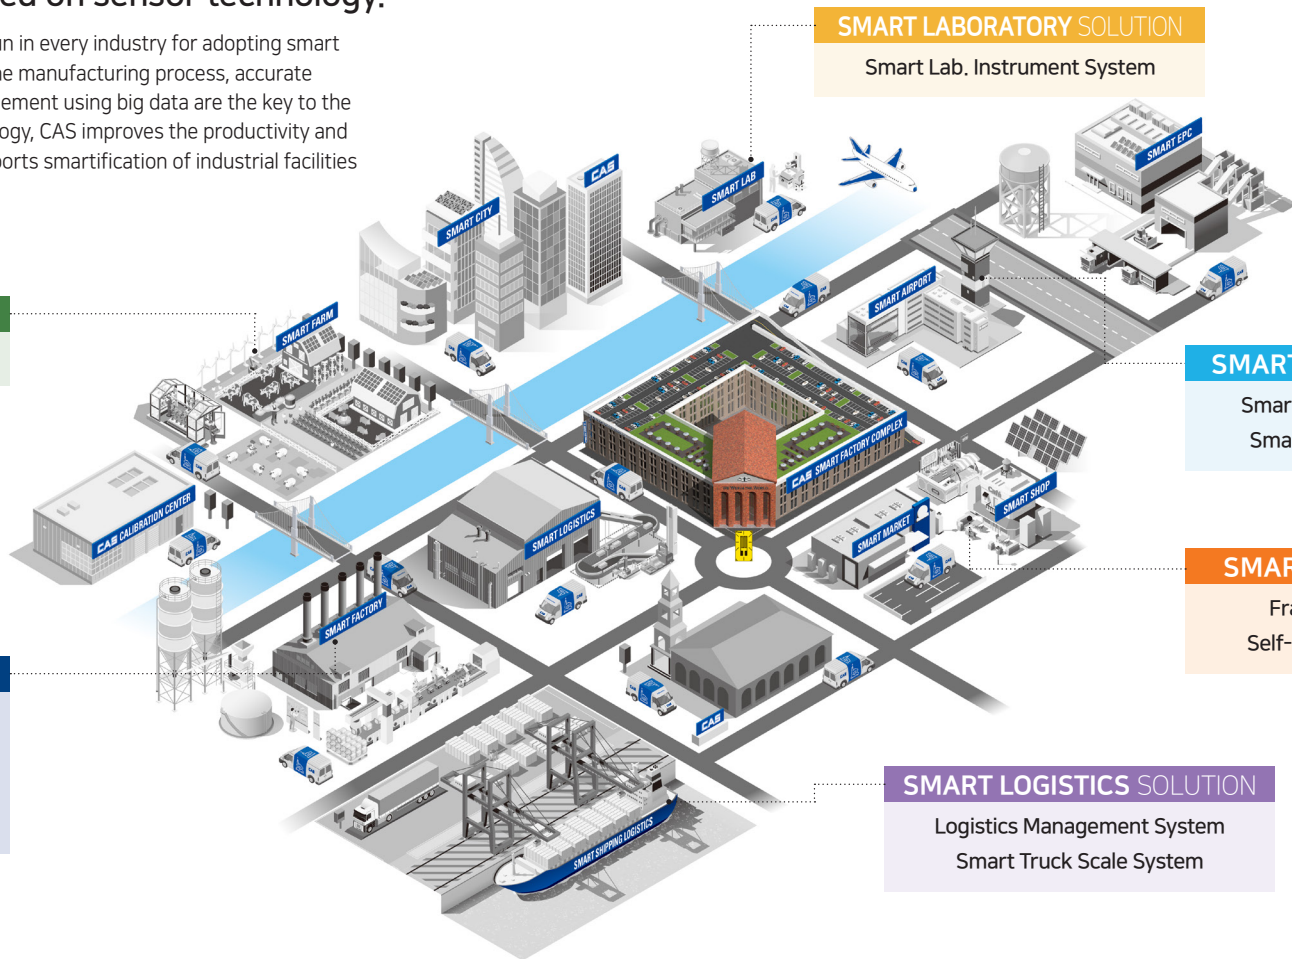 ed on sensor technology.
un in every industry for adopting smart
ne manufacturing process, accurate
ement using big data are the key to the
logy, CAS improves the productivity and
ports smartification of industrial facilities
SMART LABORATORY SOLUTION
Smart Lab. Instrument System
SMART EPC
CAS
SMART LAB
SMART CITY
SMART AIRPORT
SMART FARM
SMART
Smar
Sma
CAS SMART FACTORY COMPLEX
CAS CALIBRATION CENTER
SMART LOGISTICS
SMART MARKET
SMART SHOP
SMAR
Fra
Self-
SMART FACTORY
CAS
SMART SHIPPING LOGISTICS
SMART LOGISTICS SOLUTION
Logistics Management System
Smart Truck Scale System